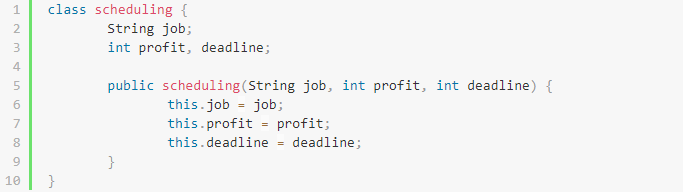 1 class scheduling {
2 String job;
3 int profit, deadline;
4
5 public scheduling(String job, int profit, int deadline) {
6 this.job = job;
7 this.profit = profit;
8 this.deadline = deadline;
9 }
10 }